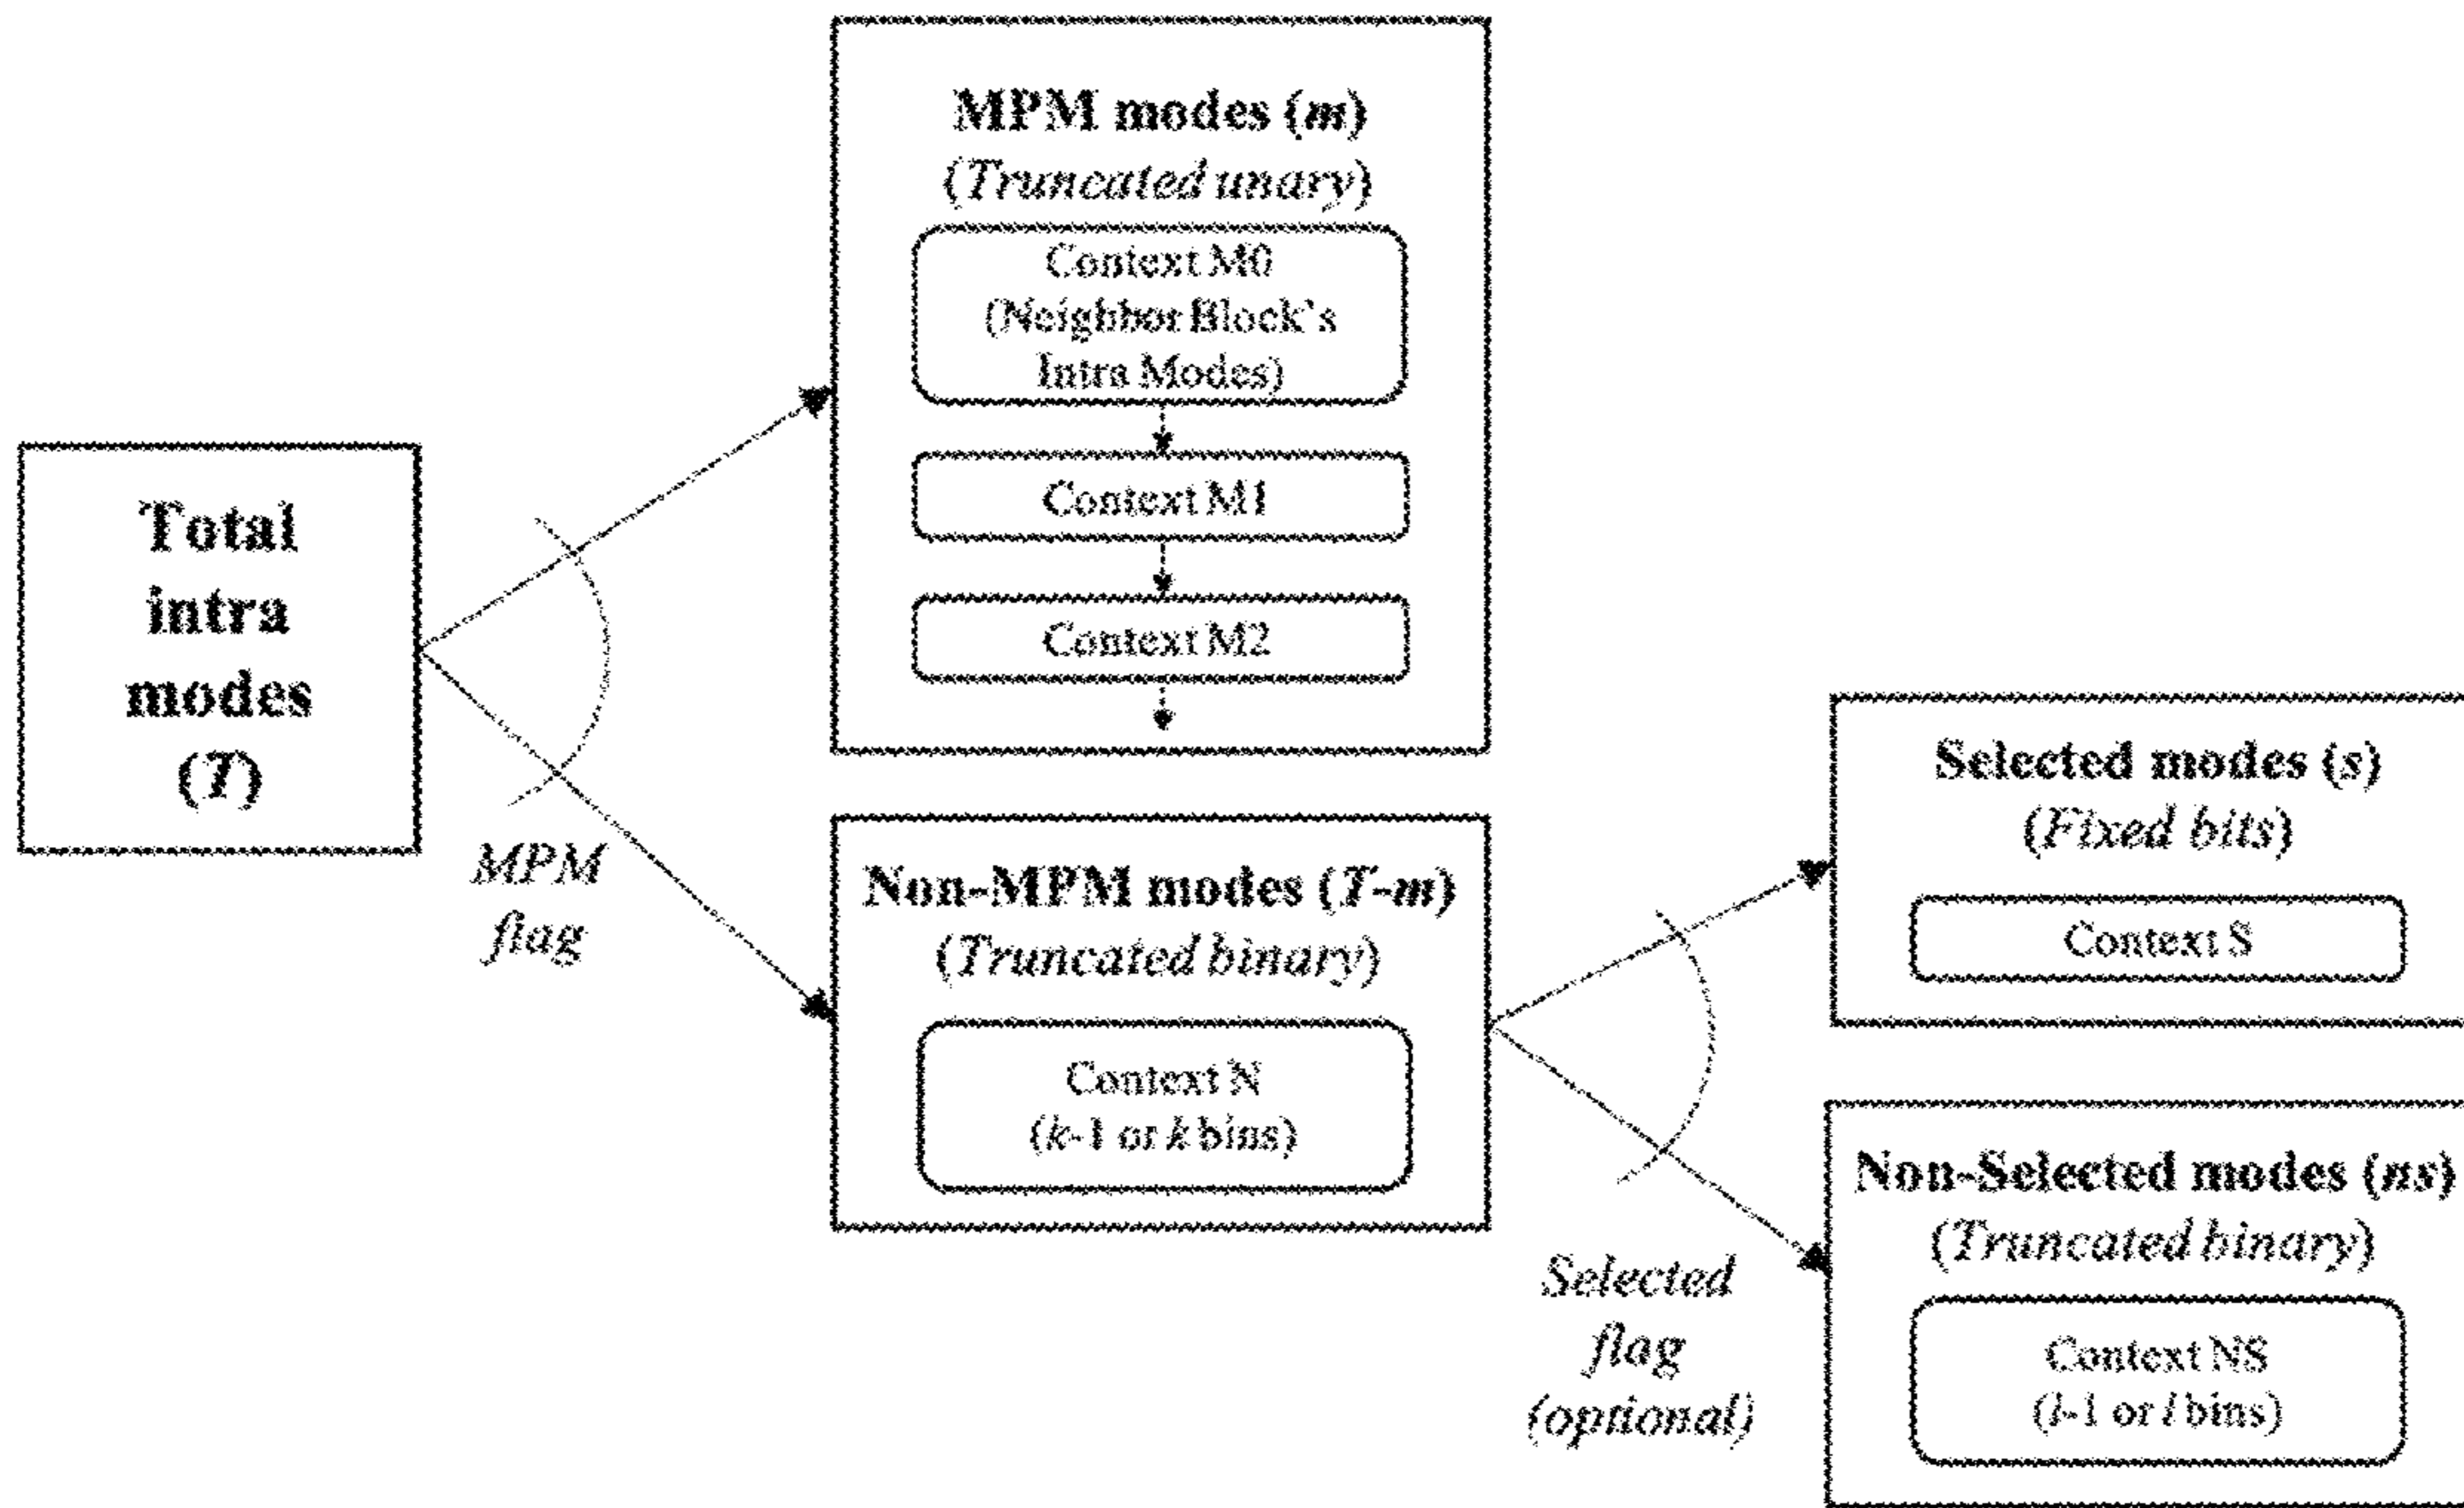 Total
intra
modes
(T)
MPM
flag
MPM modes (m)
(Truncated unary)
Context M0
(Neighbor Block's
Intra Modes)
Context M1
Context M2
Non-MPM modes (T-m)
(Truncated binary)
Context N
(k-1 or k bins)
Selected
flag
(optional)
Selected modes (s)
(Fixed bits)
Context S
Non-Selected modes (ns)
(Truncated binary)
Context NS
(l-1 or l bins)